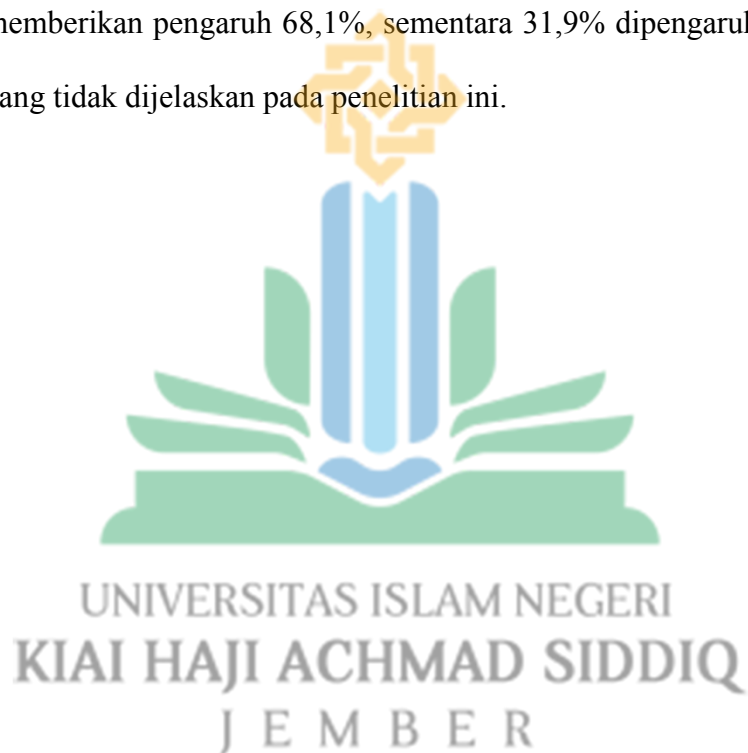 memberikan pengaruh 68,1%, sementara 31,9% dipengaruh
ang tidak dijelaskan pada penelitian ini.
UNIVERSITAS ISLAM NEGERI
KIAI HAJI ACHMAD SIDDIQ
JEMBER